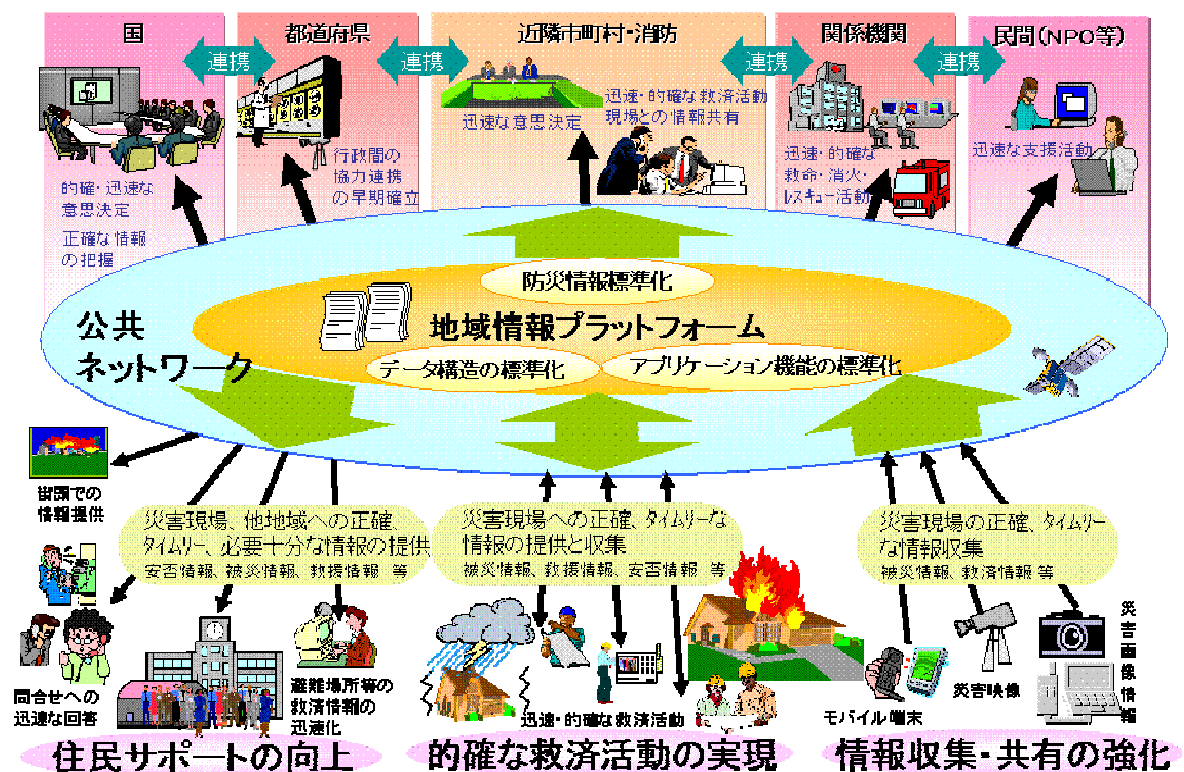 国
都道府県
近隣市町村・消防
関係機関
民間（NPO等）
連携
連携
連携
連携
的確・迅速な
意思決定
正確な情報
の把握
行政間の
協力連携
の早期確立
迅速な意思決定
迅速・的確な救済活動
現場との情報共有
迅速・的確な
救命・消火・
レスキュー活動
迅速な支援活動
防災情報標準化
公共
ネットワーク
地域情報プラットフォーム
データ構造の標準化
アプリケーション機能の標準化
街頭での
情報提供
災害現場、他地域への正確、
タイムリー、必要十分な情報の提供
安否情報、被災情報、救援情報 等
災害現場への正確、タイムリーな
情報の提供と収集
被災情報、救援情報、安否情報 等
災害現場の正確、タイムリー
な情報収集
被災情報、救済情報 等
問合せへの
迅速な回答
避難場所等の
救済情報の
迅速化
迅速・的確な救済活動
モバイル端末
災害映像
災害画像情報
住民サポートの向上
的確な救済活動の実現
情報収集・共有の強化